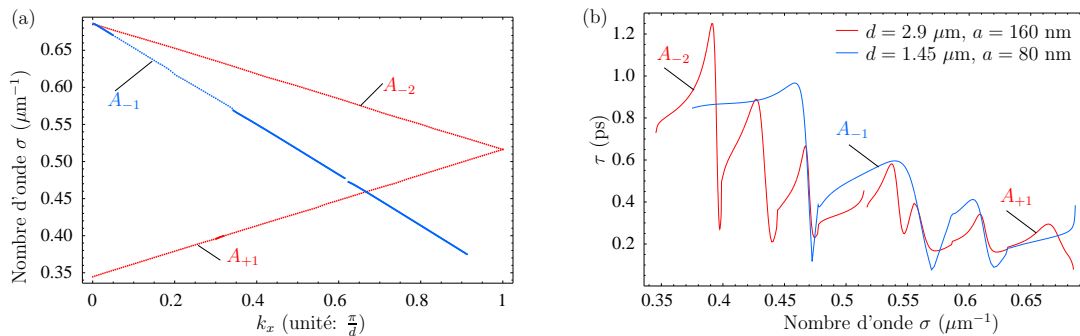 (a)
Nombre d'onde σ (μm⁻¹)
0.65
0.60
0.55
0.50
0.45
0.40
0.35
A₋₁
A₋₂
A₊₁
0
0.2
0.4
0.6
0.8
1
kₓ (unité: π/d)
(b)
τ (ps)
1.2
1.0
0.8
0.6
0.4
0.2
d = 2.9 μm, a = 160 nm
d = 1.45 μm, a = 80 nm
A₋₂
A₋₁
A₊₁
0.35
0.4
0.45
0.5
0.55
0.6
0.65
Nombre d'onde σ (μm⁻¹)